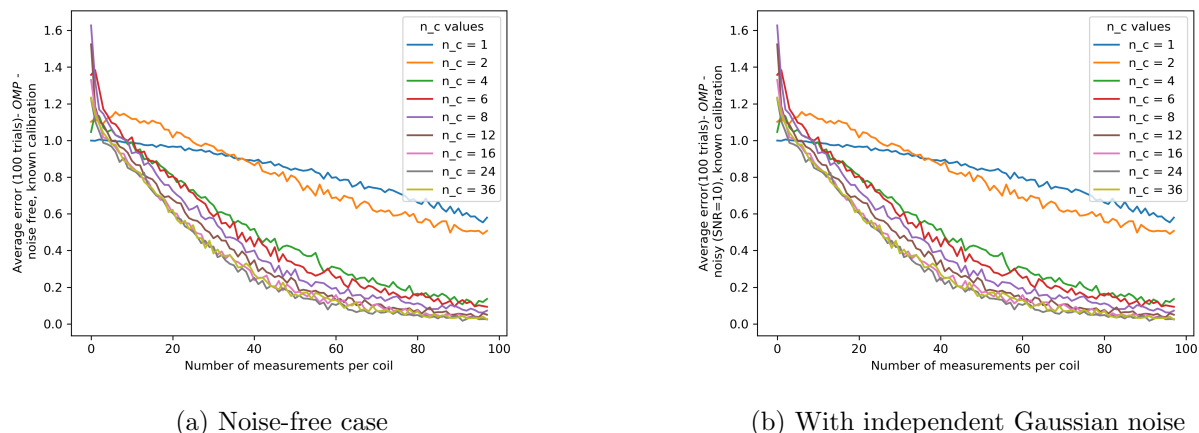 Average error (100 trials)- OMP -
noise free, known calibration
1.6
1.4
1.2
1.0
0.8
0.6
0.4
0.2
0.0
0
20
40
60
80
100
Number of measurements per coil
n_c values
n_c = 1
n_c = 2
n_c = 4
n_c = 6
n_c = 8
n_c = 12
n_c = 16
n_c = 24
n_c = 36
(a) Noise-free case
Average error(100 trials)- OMP -
noisy (SNR=10), known calibration
1.6
1.4
1.2
1.0
0.8
0.6
0.4
0.2
0.0
0
20
40
60
80
100
Number of measurements per coil
n_c values
n_c = 1
n_c = 2
n_c = 4
n_c = 6
n_c = 8
n_c = 12
n_c = 16
n_c = 24
n_c = 36
(b) With independent Gaussian noise